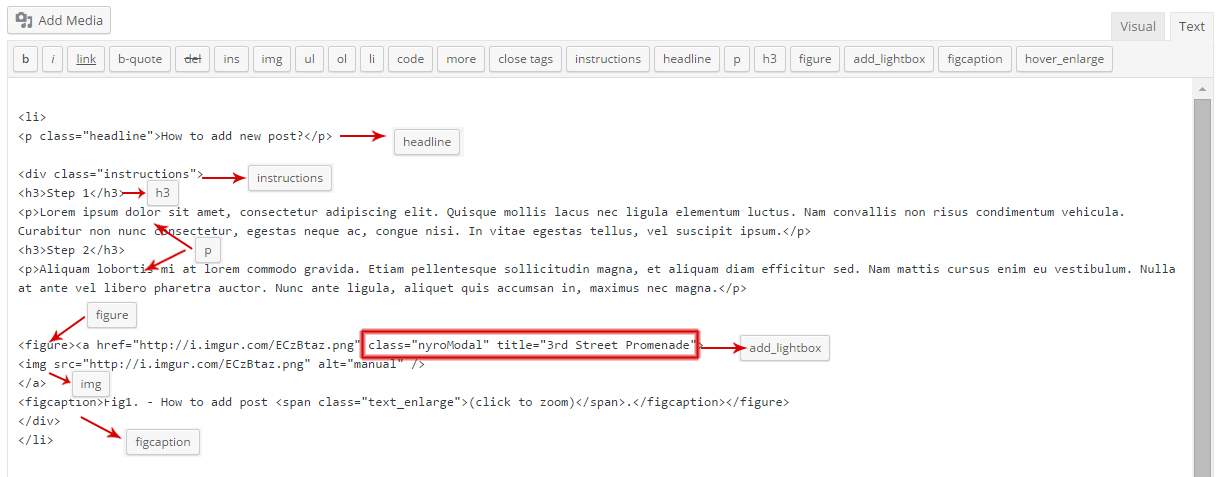 Add Media
Visual Text
b i link b-quote del ins img ul ol li code more close tags instructions headline p h3 figure add_lightbox figcaption hover_enlarge
<li>
<p class="headline">How to add new post?</p>
headline
<div class="instructions">
instructions
<h3>Step 1</h3>
h3
<p>Lorem ipsum dolor sit amet, consectetur adipiscing elit. Quisque mollis lacus nec ligula elementum luctus. Nam convallis non risus condimentum vehicula.
Curabitur non nunc consectetur, egestas neque ac, congue nisi. In vitae egestas tellus, vel suscipit ipsum.</p>
<h3>Step 2</h3>
p
<p>Aliquam lobortis mi at lorem commodo gravida. Etiam pellentesque sollicitudin magna, et aliquam diam efficitur sed. Nam mattis cursus enim eu vestibulum. Nulla
at ante vel libero pharetra auctor. Nunc ante ligula, aliquet quis accumsan in, maximus nec magna.</p>
figure
<figure><a href="http://i.imgur.com/ECzBtaz.png" class="nyroModal" title="3rd Street Promenade">
add_lightbox
<img src="http://i.imgur.com/ECzBtaz.png" alt="manual" />
</a>
img
<figcaption>Fig1. - How to add post <span class="text_enlarge">(click to zoom)</span>.</figcaption></figure>
</div>
</li>
figcaption